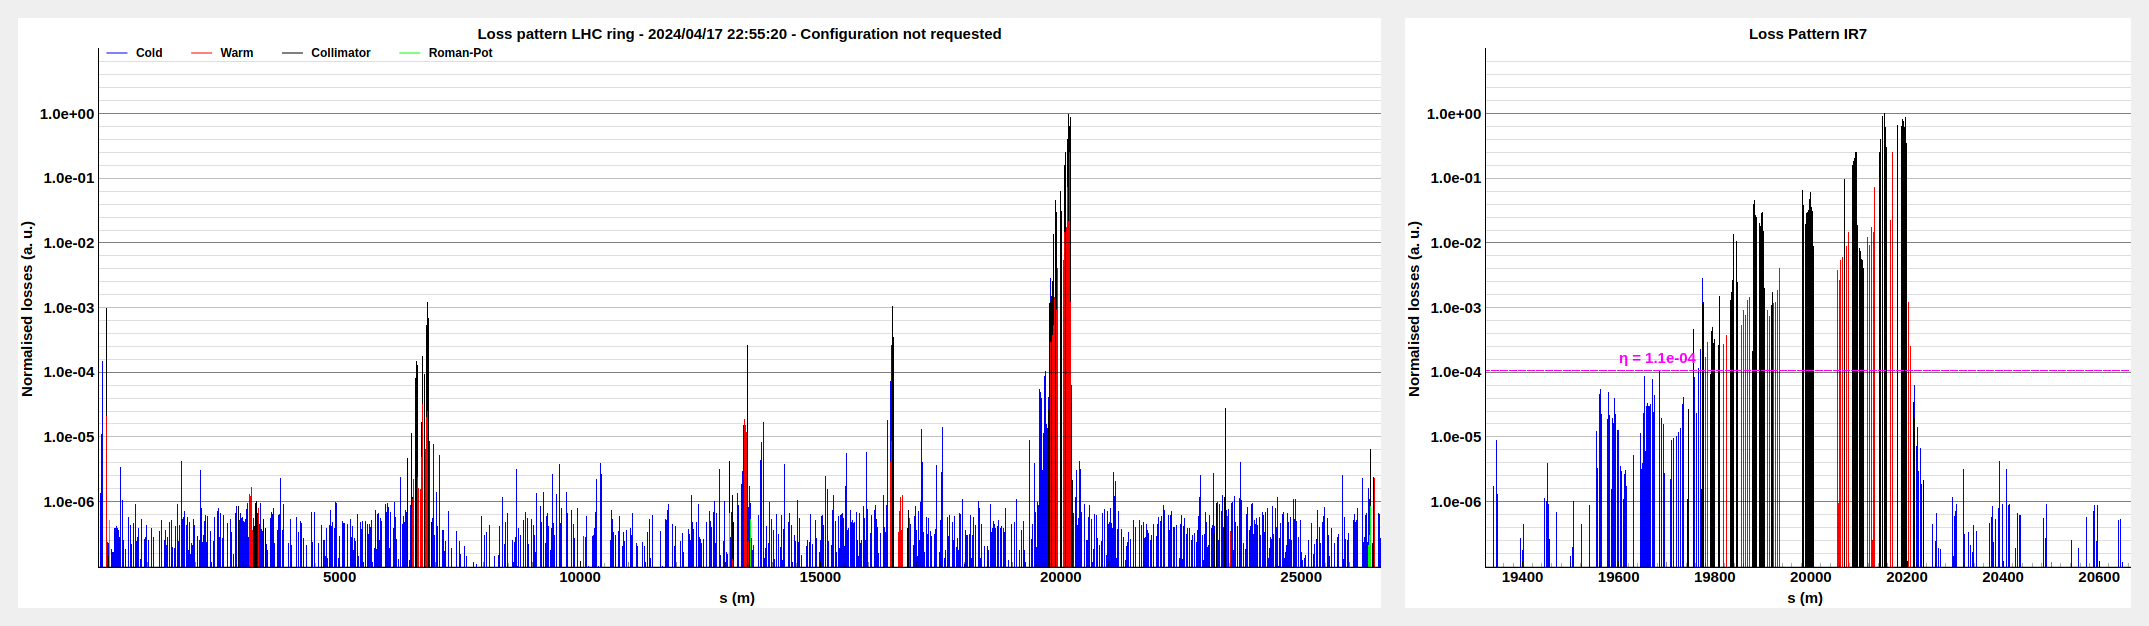 Loss pattern LHC ring - 2024/04/17 22:55:20 - Configuration not requested
Cold Warm Collimator Roman-Pot
Normalised losses (a. u.)
1.0e+00
1.0e-01
1.0e-02
1.0e-03
1.0e-04
1.0e-05
1.0e-06
5000 10000 15000 20000 25000
s (m)
Loss Pattern IR7
Normalised losses (a. u.)
1.0e+00
1.0e-01
1.0e-02
1.0e-03
η = 1.1e-04
1.0e-04
1.0e-05
1.0e-06
19400 19600 19800 20000 20200 20400 20600
s (m)